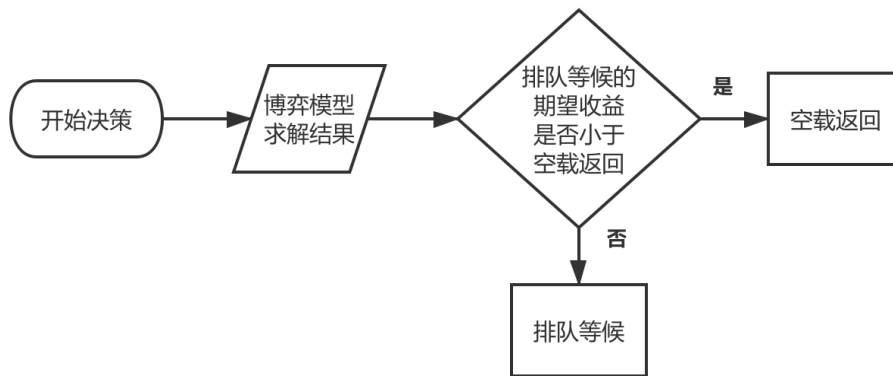 开始决策
博弈模型
求解结果
排队等候的
期望收益
是否小于
空载返回
是
空载返回
否
排队等候